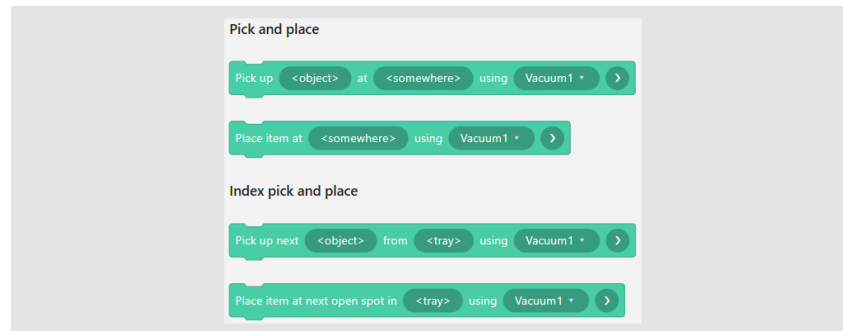 Pick and place
Pick up <object> at <somewhere> using Vacuum1
Place item at <somewhere> using Vacuum1
Index pick and place
Pick up next <object> from <tray> using Vacuum1
Place item at next open spot in <tray> using Vacuum1